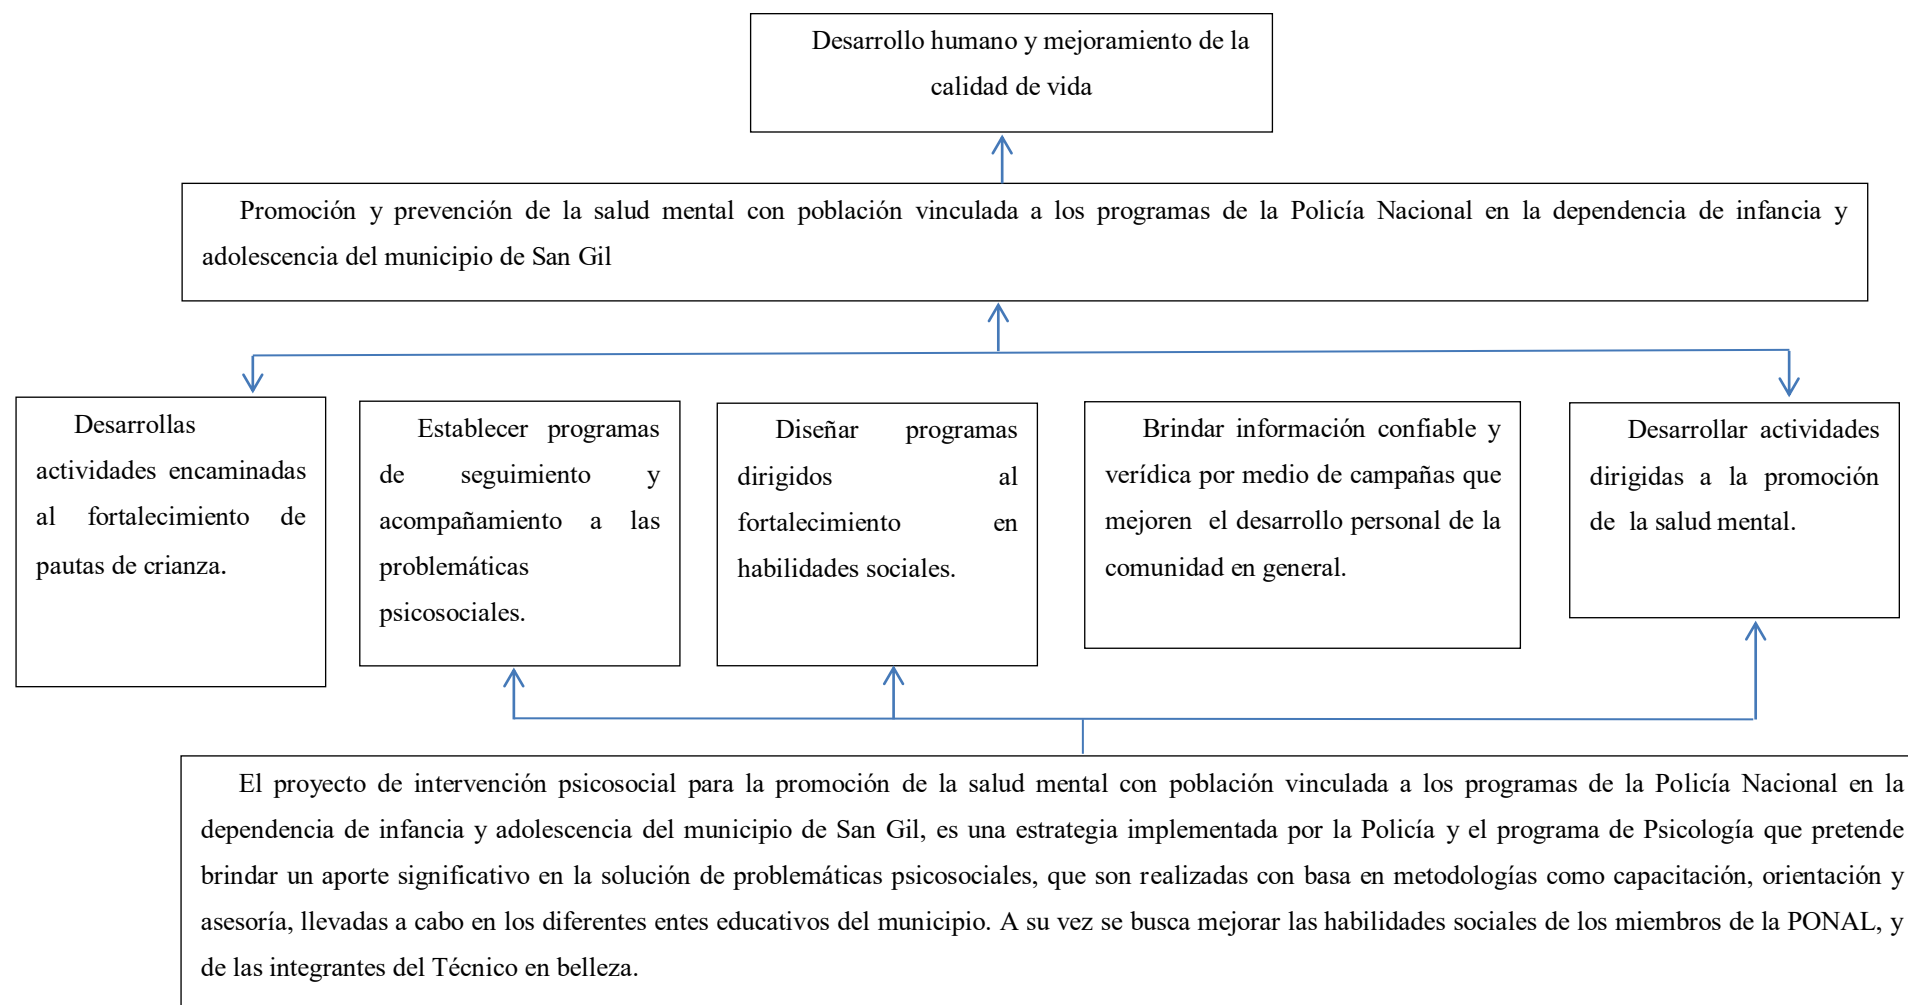 Desarrollo humano y mejoramiento de la
calidad de vida
Promoción y prevención de la salud mental con población vinculada a los programas de la Policía Nacional en la dependencia de infancia y
adolescencia del municipio de San Gil
Desarrollas
actividades encaminadas
al fortalecimiento de
pautas de crianza.
Establecer programas
de seguimiento y
acompañamiento a las
problemáticas
psicosociales.
Diseñar programas
dirigidos al
fortalecimiento en
habilidades sociales.
Brindar información confiable y
verídica por medio de campañas que
mejoren el desarrollo personal de la
comunidad en general.
Desarrollar actividades
dirigidas a la promoción
de la salud mental.
El proyecto de intervención psicosocial para la promoción de la salud mental con población vinculada a los programas de la Policía Nacional en la
dependencia de infancia y adolescencia del municipio de San Gil, es una estrategia implementada por la Policía y el programa de Psicología que pretende
brindar un aporte significativo en la solución de problemáticas psicosociales, que son realizadas con basa en metodologías como capacitación, orientación y
asesoría, llevadas a cabo en los diferentes entes educativos del municipio. A su vez se busca mejorar las habilidades sociales de los miembros de la PONAL, y
de las integrantes del Técnico en belleza.